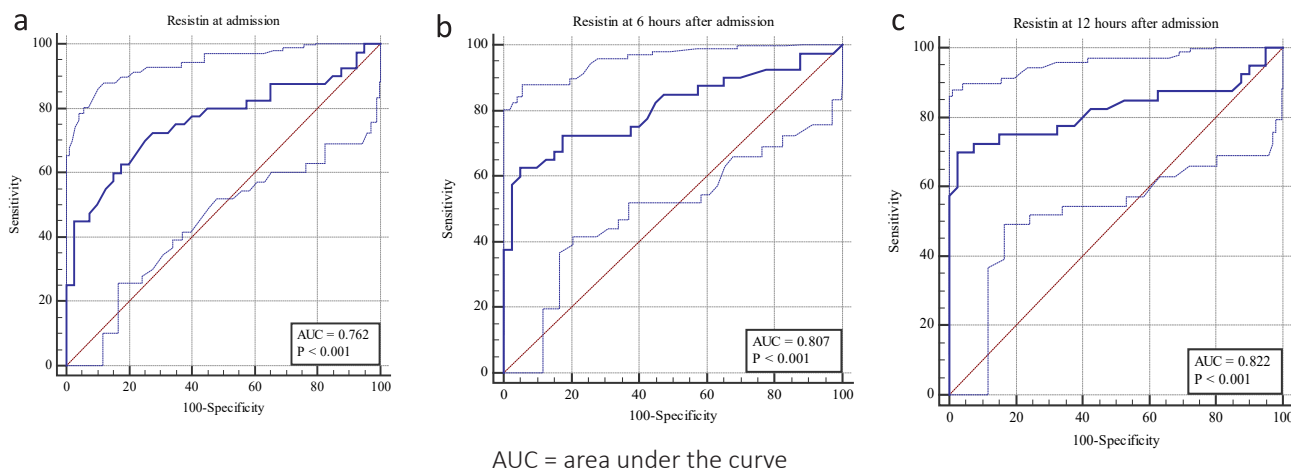 a
Resistin at admission
100
80
60
40
20
0
Sensitivity
0 20 40 60 80 100
100-Specificity
AUC = 0.762
P < 0.001
b
Resistin at 6 hours after admission
100
80
60
40
20
0
Sensitivity
0 20 40 60 80 100
100-Specificity
AUC = 0.807
P < 0.001
c
Resistin at 12 hours after admission
100
80
60
40
20
0
Sensitivity
0 20 40 60 80 100
100-Specificity
AUC = 0.822
P < 0.001
AUC = area under the curve